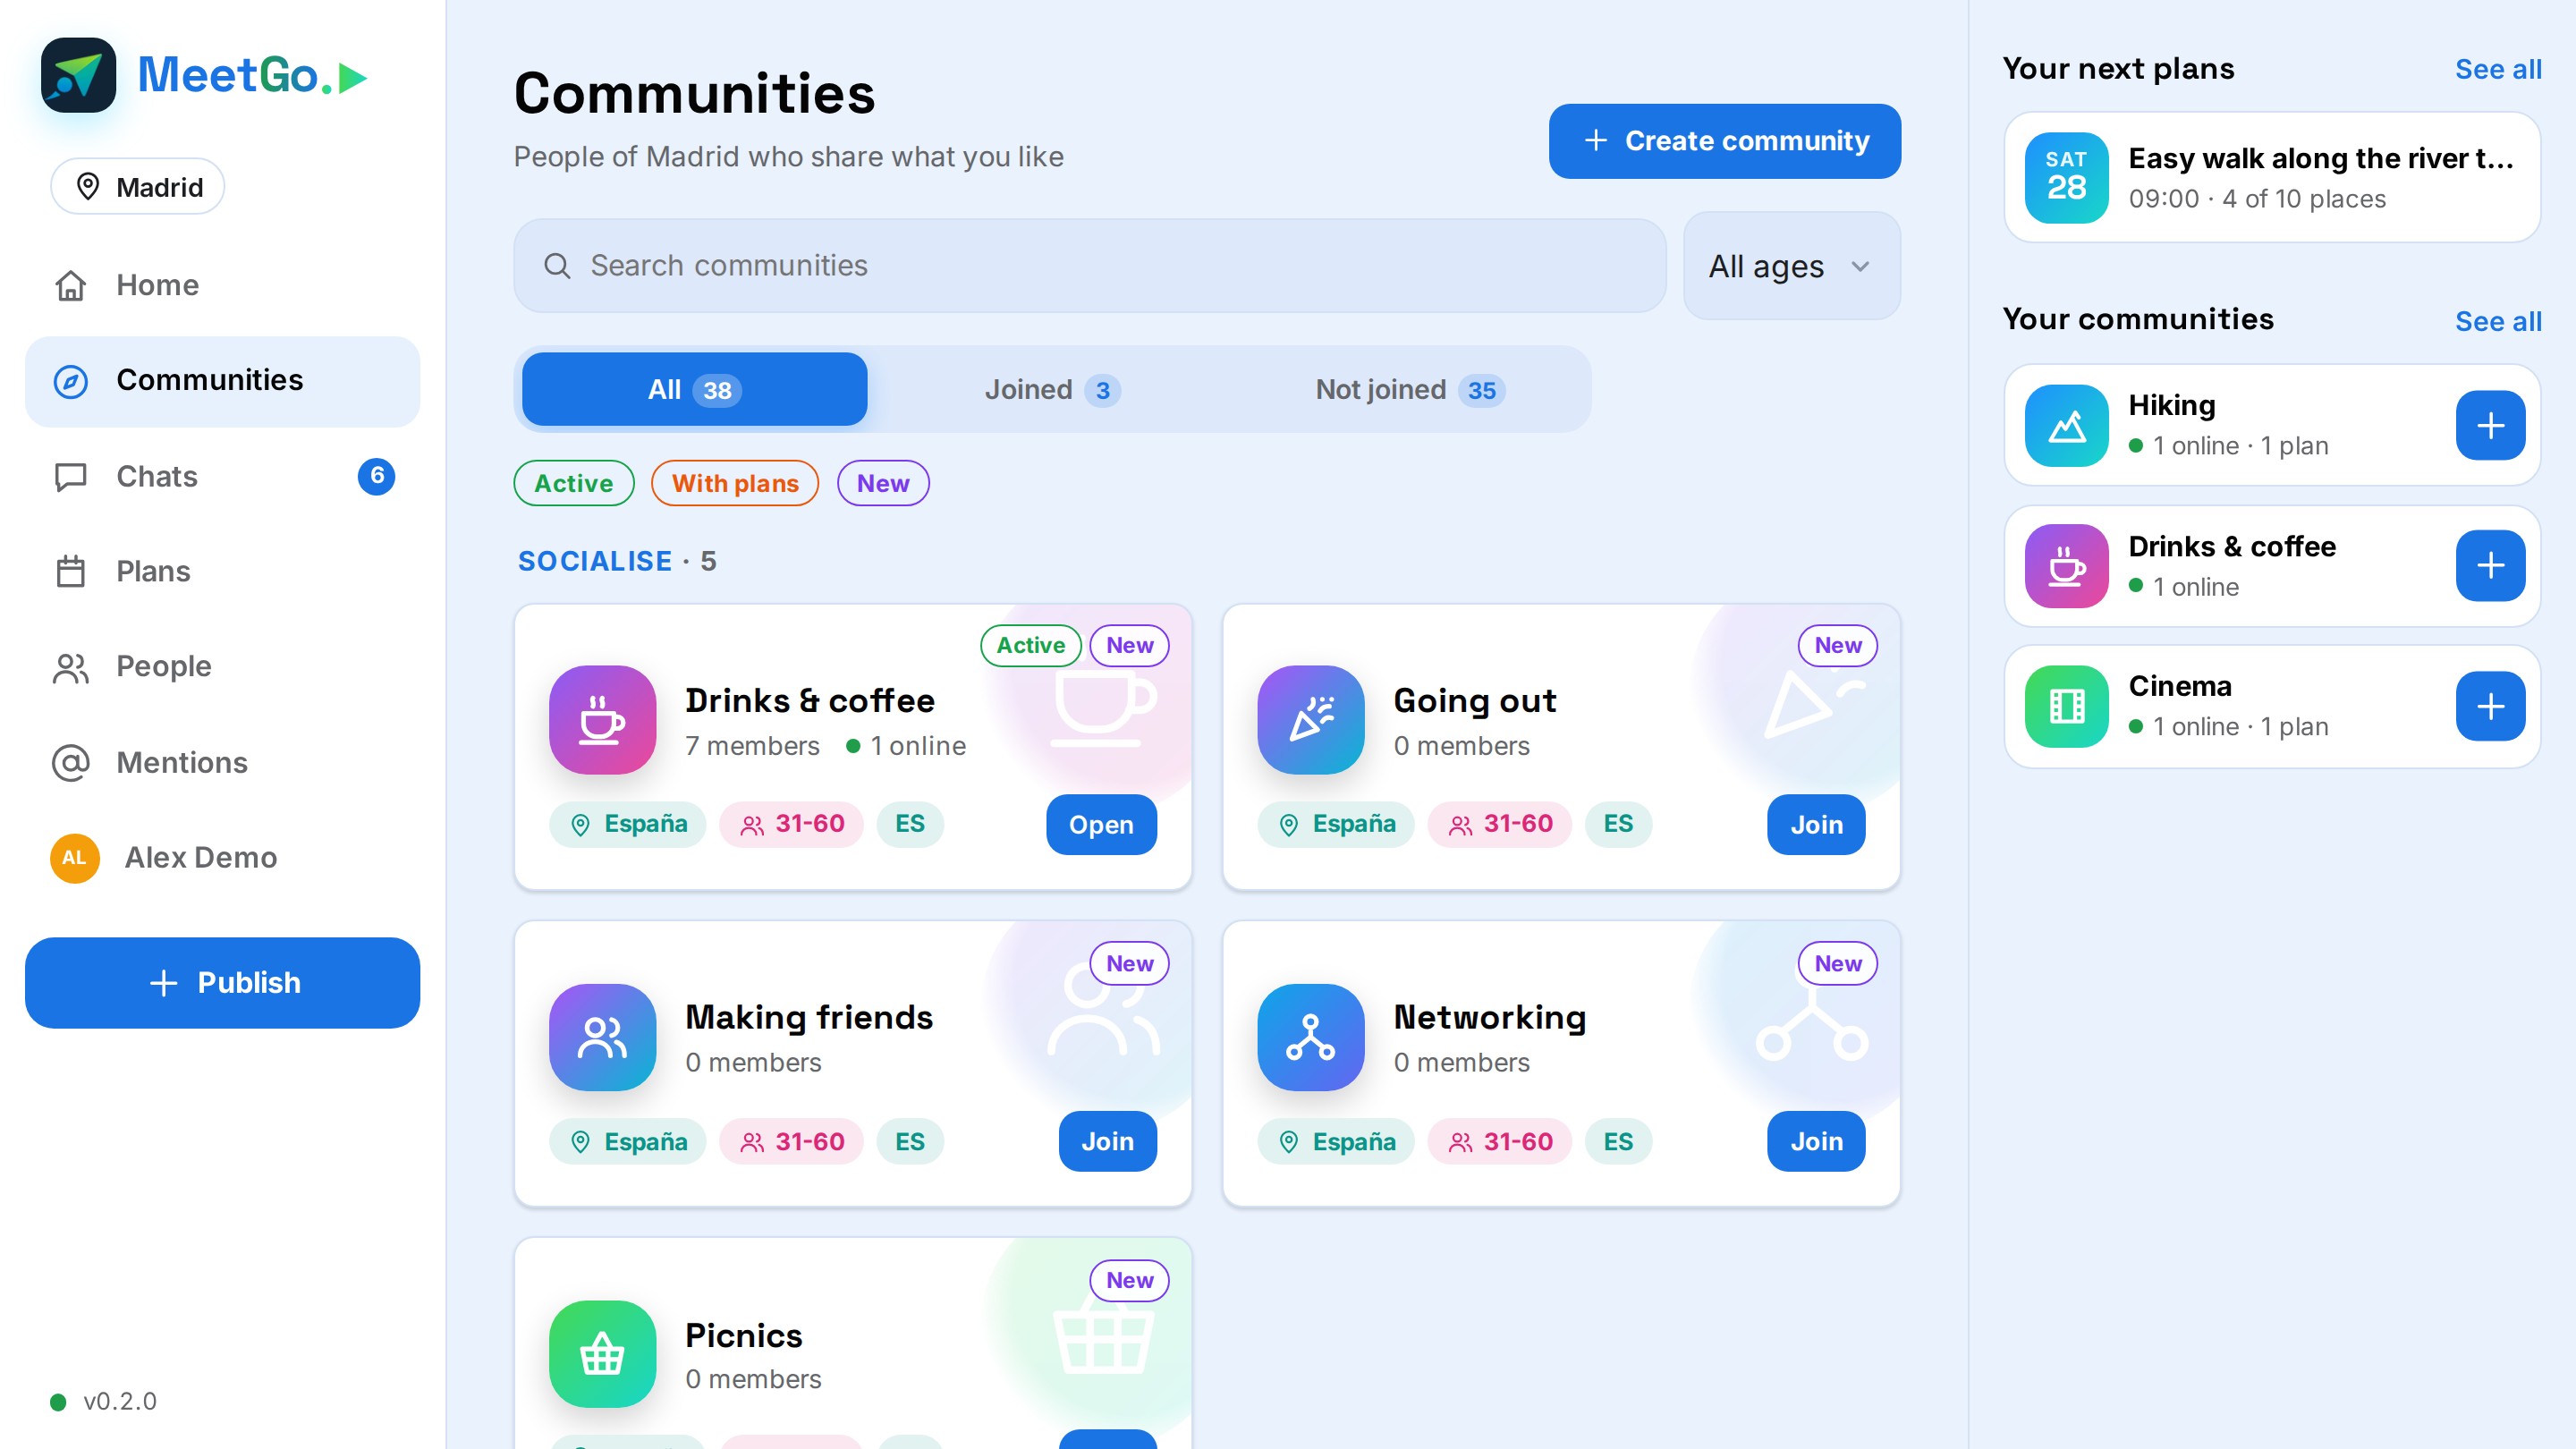 MeetGo.
Madrid
Home
Communities
Chats 6
Plans
People
Mentions
AL Alex Demo
Publish
v0.2.0
Communities
People of Madrid who share what you like
Create community
Search communities
All ages
All 38
Joined 3
Not joined 35
Active
With plans
New
SOCIALISE · 5
Active New
Drinks & coffee
7 members 1 online
España 31-60 ES Open
New
Going out
0 members
España 31-60 ES Join
New
Making friends
0 members
España 31-60 ES Join
New
Networking
0 members
España 31-60 ES Join
New
Picnics
0 members
Your next plans See all
SAT
28
Easy walk along the river t...
09:00 · 4 of 10 places
Your communities See all
Hiking
1 online · 1 plan
Drinks & coffee
1 online
Cinema
1 online · 1 plan